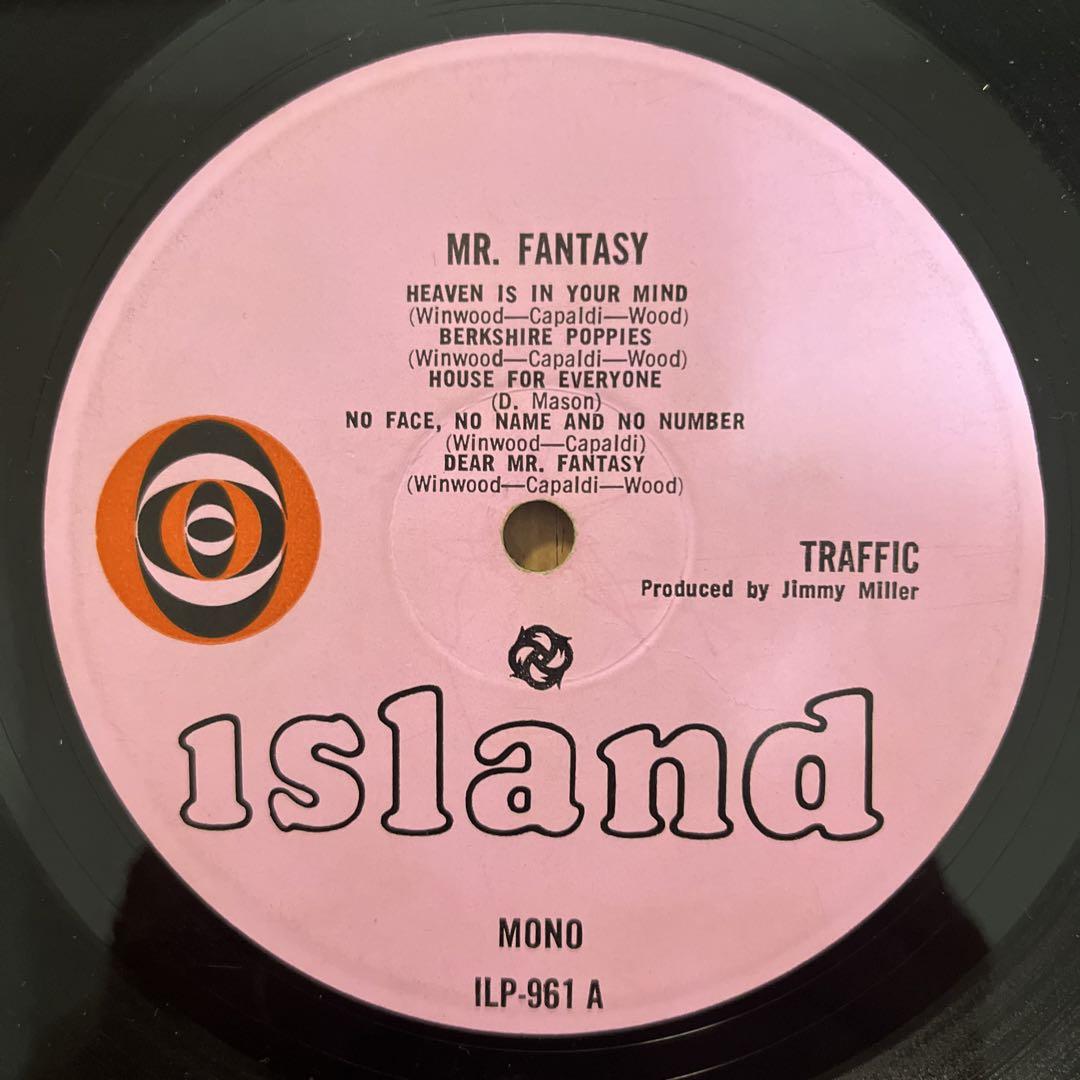 MR. FANTASY
HEAVEN IS IN YOUR MIND
(Winwood—Capaldi—Wood)
BERKSHIRE POPPIES
(Winwood—Capaldi—Wood)
HOUSE FOR EVERYONE
(D. Mason)
NO FACE, NO NAME AND NO NUMBER
(Winwood—Capaldi)
DEAR MR. FANTASY
(Winwood—Capaldi—Wood)
TRAFFIC
Produced by Jimmy Miller
island
MONO
ILP-961 A